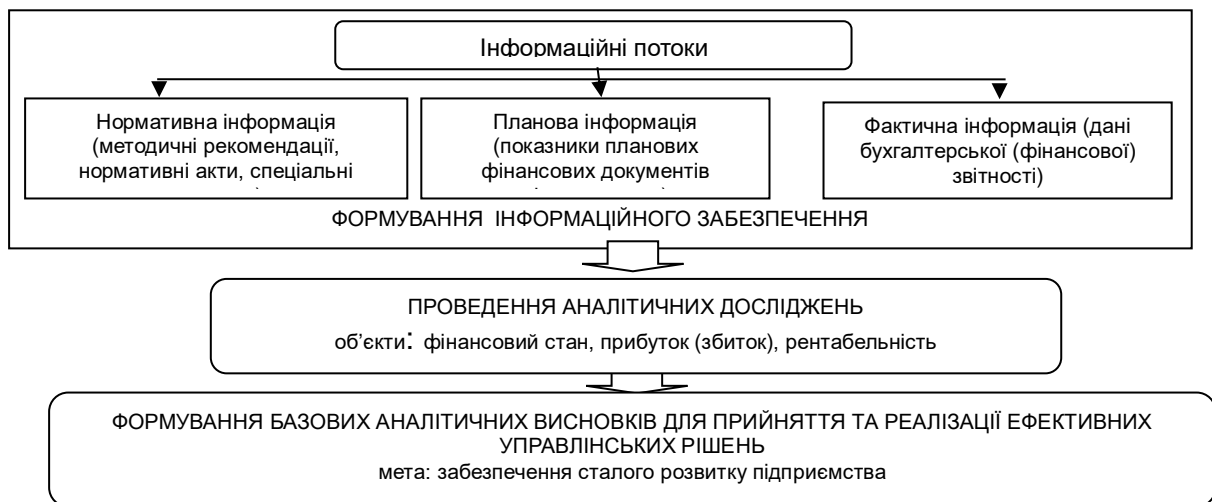 Інформаційні потоки
Нормативна інформація
(методичні рекомендації,
нормативні акти, спеціальні
Планова інформація
(показники планових
фінансових документів
Фактична інформація (дані
бухгалтерської (фінансової)
звітності)
ФОРМУВАННЯ ІНФОРМАЦІЙНОГО ЗАБЕЗПЕЧЕННЯ
ПРОВЕДЕННЯ АНАЛІТИЧНИХ ДОСЛІДЖЕНЬ
об’єкти: фінансовий стан, прибуток (збиток), рентабельність
ФОРМУВАННЯ БАЗОВИХ АНАЛІТИЧНИХ ВИСНОВКІВ ДЛЯ ПРИЙНЯТТЯ ТА РЕАЛІЗАЦІЇ ЕФЕКТИВНИХ
УПРАВЛІНСЬКИХ РІШЕНЬ
мета: забезпечення сталого розвитку підприємства